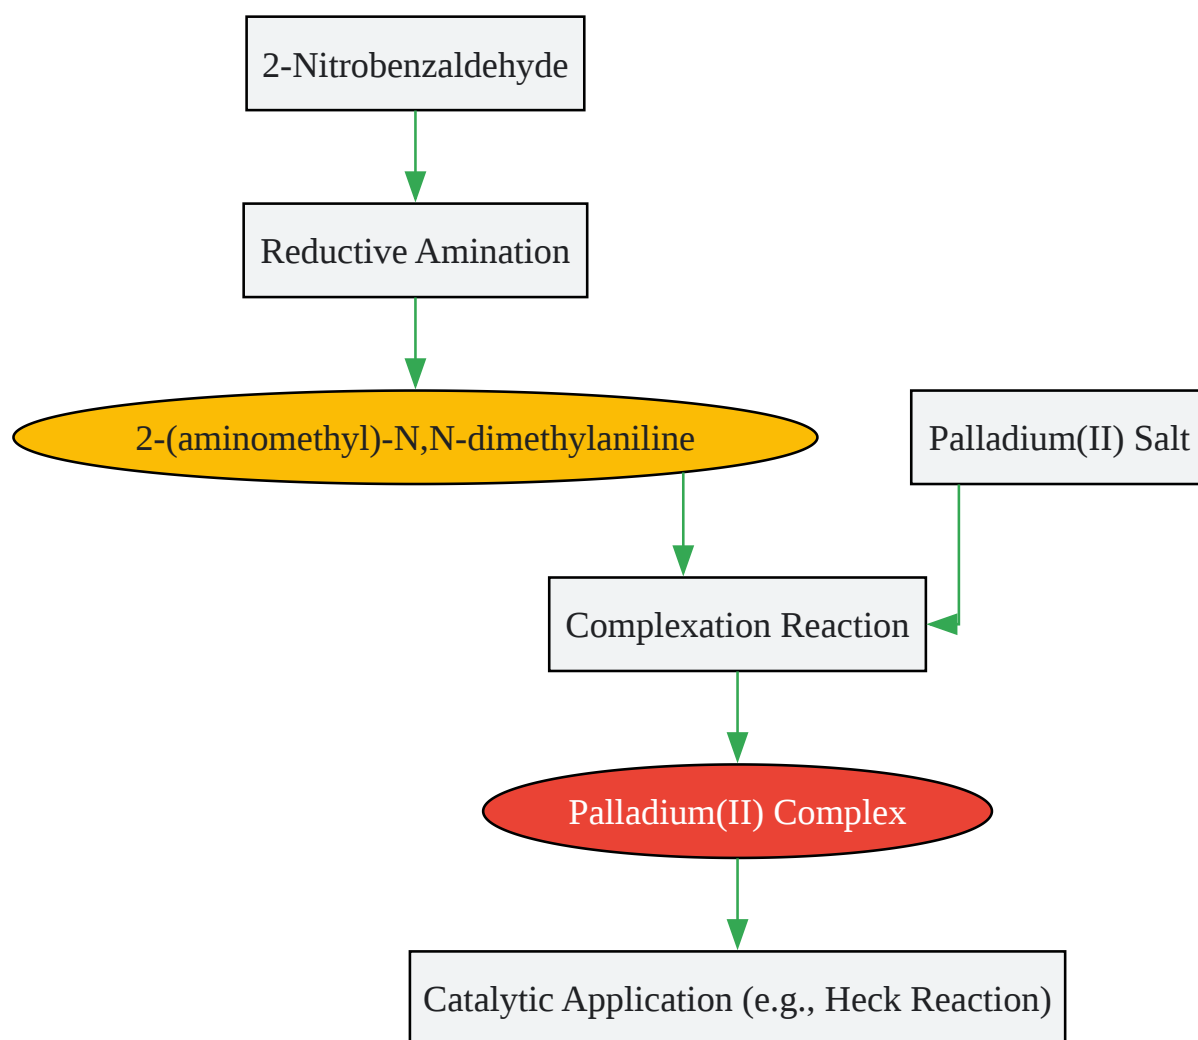 2-Nitrobenzaldehyde
Reductive Amination
2-(aminomethyl)-N,N-dimethylaniline
Palladium(II) Salt
Complexation Reaction
Palladium(II) Complex
Catalytic Application (e.g., Heck Reaction)